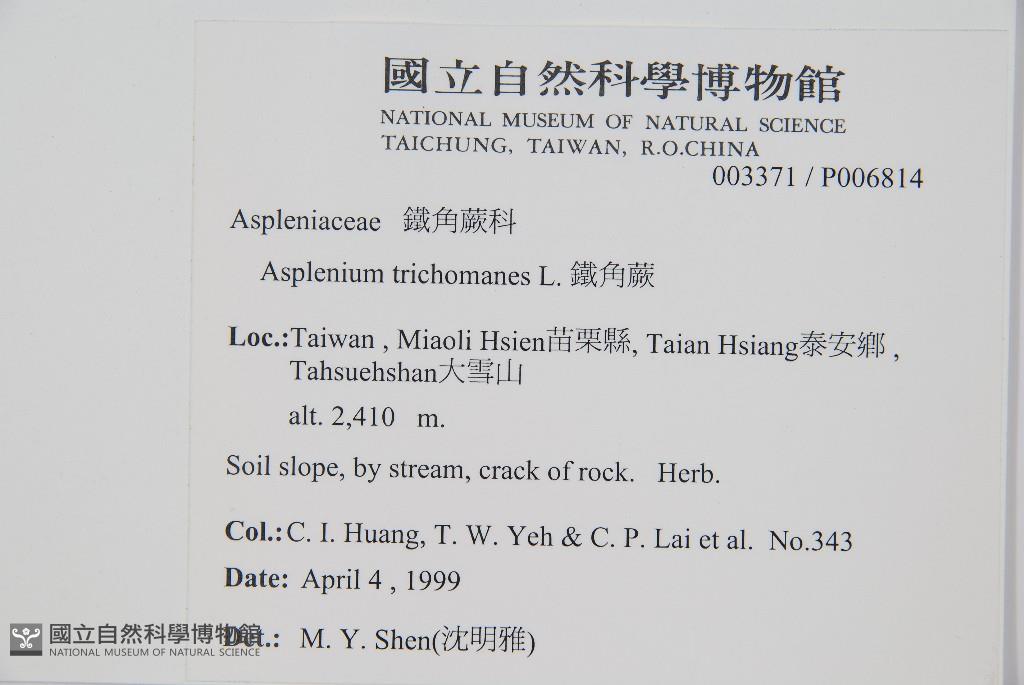 國立自然科學博物館
NATIONAL MUSEUM OF NATURAL SCIENCE
TAICHUNG, TAIWAN, R.O.CHINA
003371 / P006814
Aspleniaceae 鐵角蕨科
Asplenium trichomanes L. 鐵角蕨
Loc.:Taiwan , Miaoli Hsien苗栗縣, Taian Hsiang泰安鄉 ,
Tahsuehshan大雪山
alt. 2,410 m.
Soil slope, by stream, crack of rock. Herb.
Col.:C. I. Huang, T. W. Yeh & C. P. Lai et al. No.343
Date: April 4 , 1999
Det.: M. Y. Shen(沈明雅)
國立自然科學博物館
NATIONAL MUSEUM OF NATURAL SCIENCE